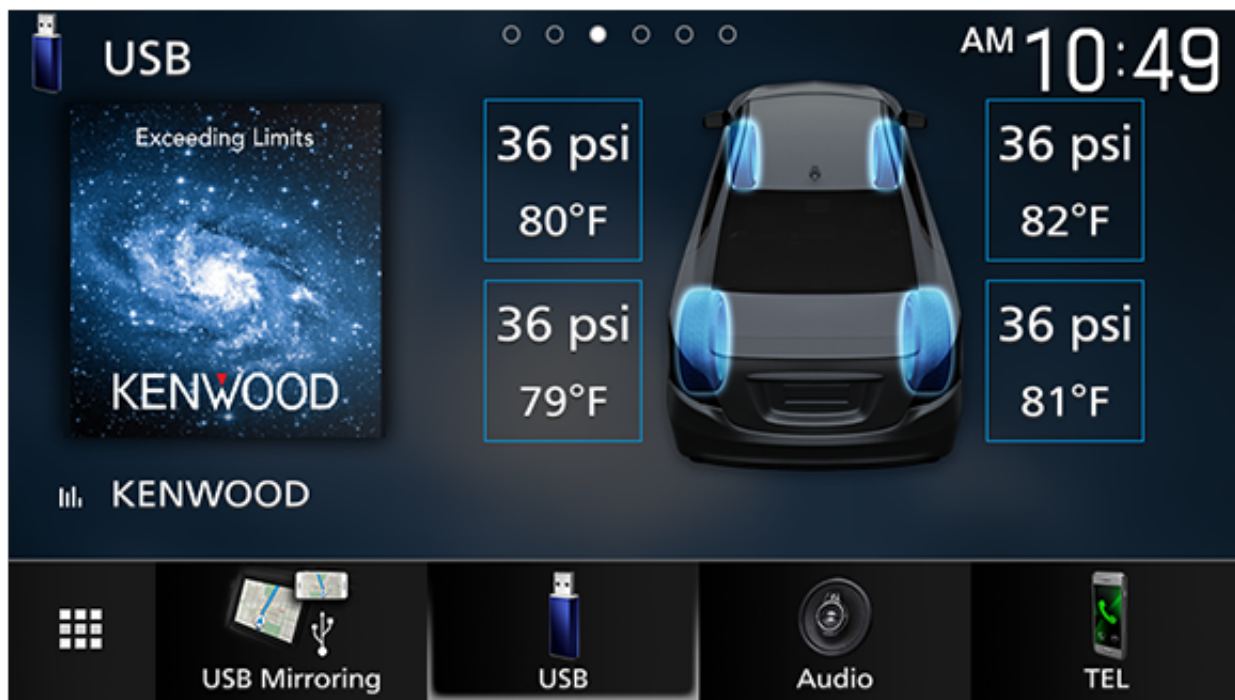 USB
AM 10:49
Exceeding Limits
KENWOOD
KENWOOD
36 psi
80°F
36 psi
82°F
36 psi
79°F
36 psi
81°F
USB Mirroring
USB
Audio
TEL